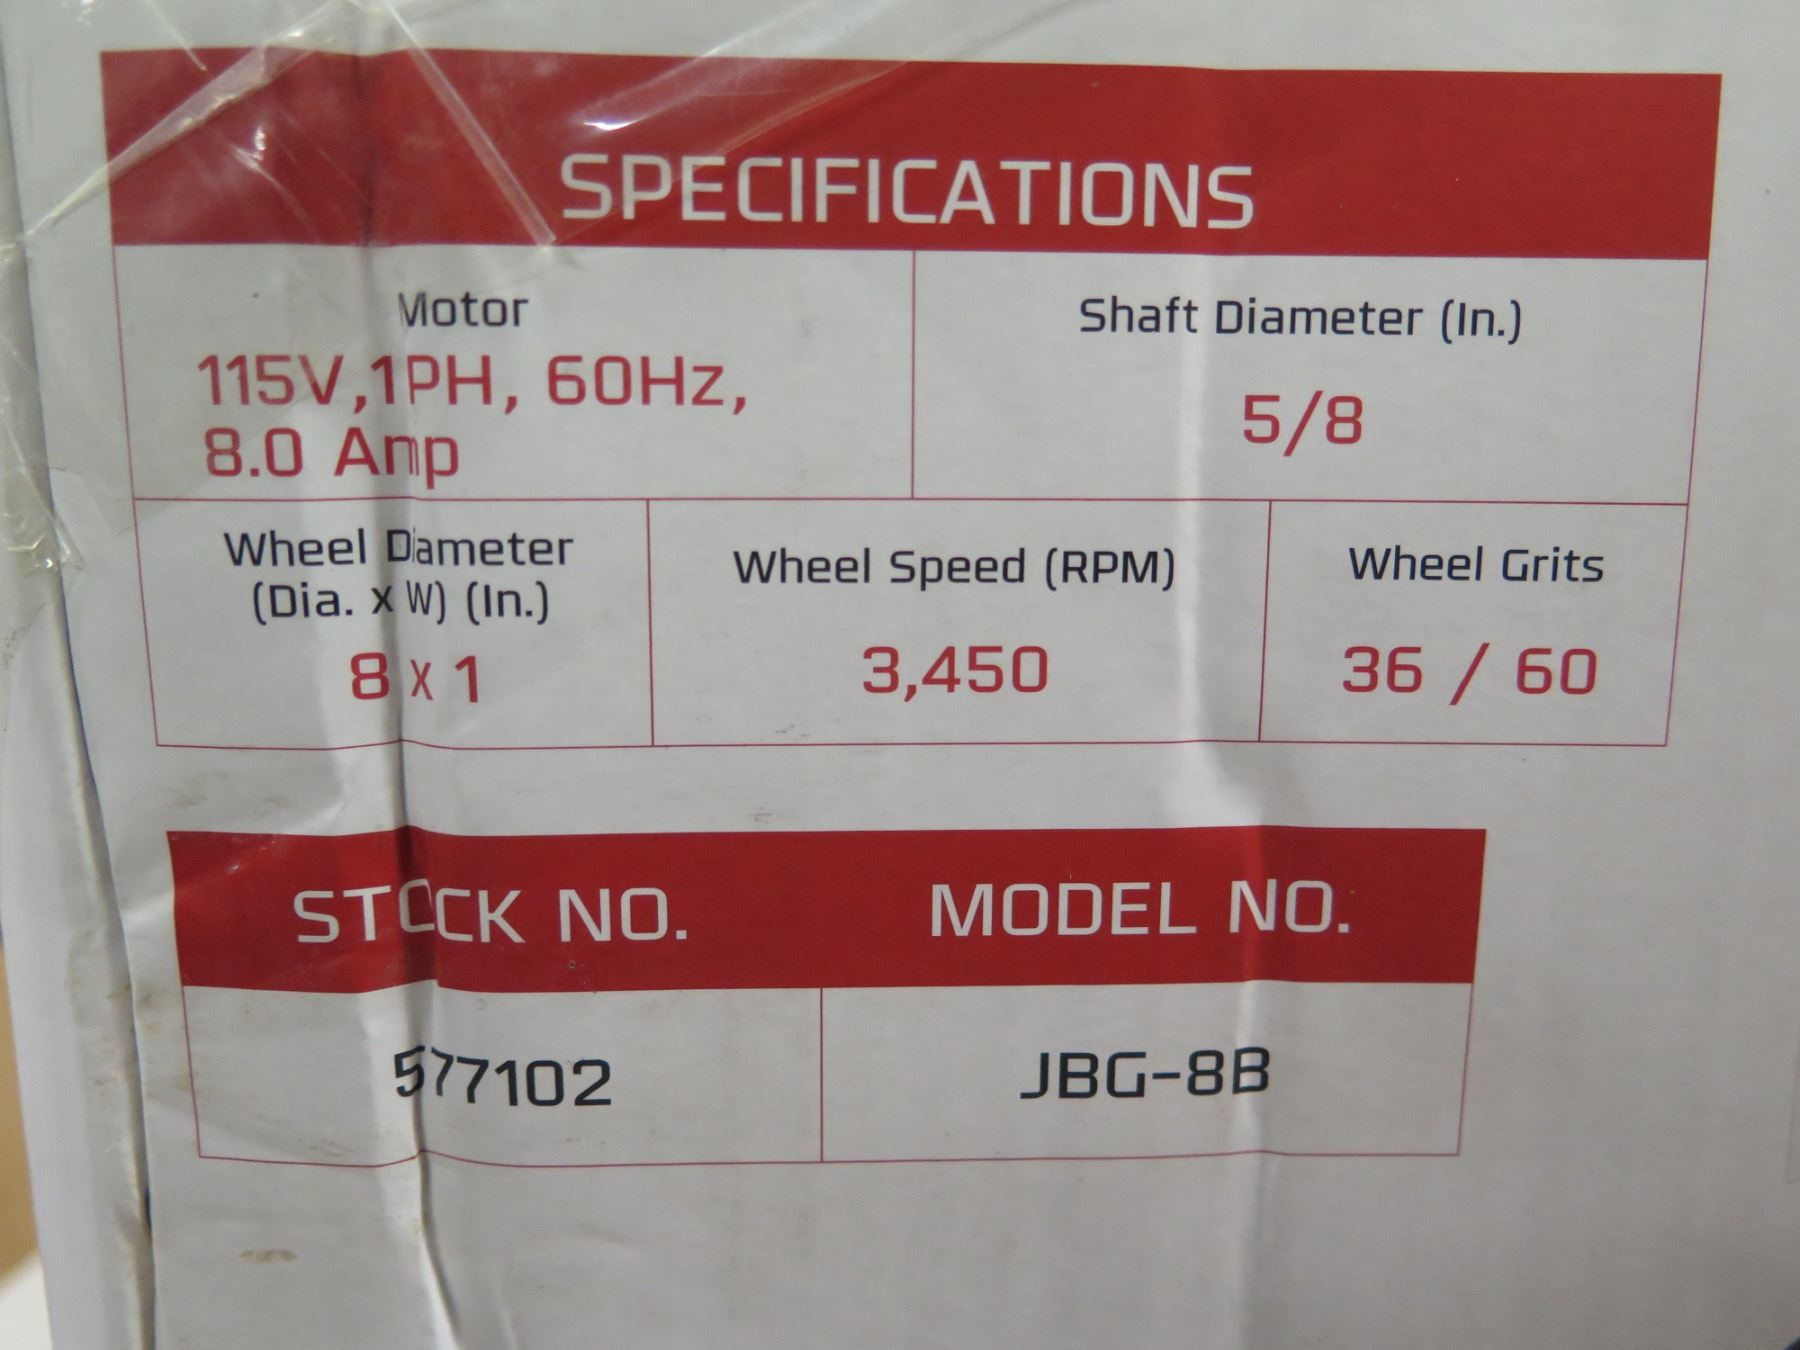 SPECIFICATIONS
Motor
115V,1PH, 60Hz,
8.0 Amp
Shaft Diameter (In.)
5/8
Wheel Diameter
(Dia. x W) (In.)
8 x 1
Wheel Speed (RPM)
3,450
Wheel Grits
36 / 60
STOCK NO.
MODEL NO.
577102
JBG-8B